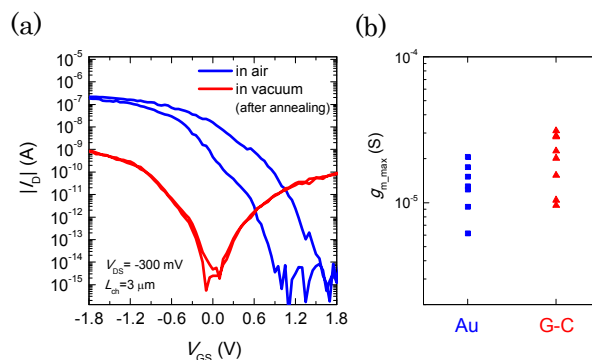 (a)
(b)
10⁻⁵
10⁻⁶
10⁻⁷
10⁻⁸
10⁻⁹
10⁻¹⁰
10⁻¹¹
10⁻¹²
10⁻¹³
10⁻¹⁴
10⁻¹⁵
|I_D| (A)
in air
in vacuum
(after annealing)
V_DS= -300 mV
L_ch=3 μm
-1.8 -1.2 -0.6 0.0 0.6 1.2 1.8
V_GS (V)
10⁻⁴
10⁻⁵
g_m_max (S)
Au G-C